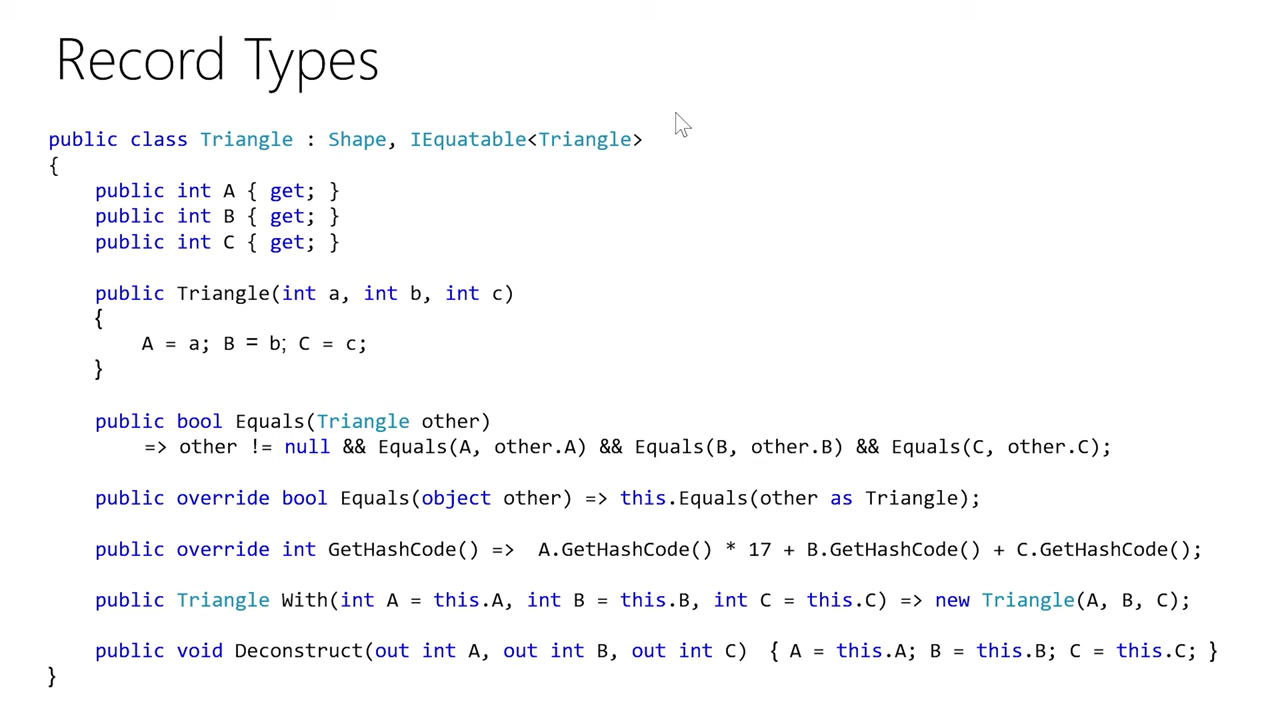 Record Types
public class Triangle : Shape, IEquatable<Triangle>
{
    public int A { get; }
    public int B { get; }
    public int C { get; }
    public Triangle(int a, int b, int c)
    {
        A = a; B = b; C = c;
    }
    public bool Equals(Triangle other)
        => other != null && Equals(A, other.A) && Equals(B, other.B) && Equals(C, other.C);
    public override bool Equals(object other) => this.Equals(other as Triangle);
    public override int GetHashCode() =>  A.GetHashCode() * 17 + B.GetHashCode() + C.GetHashCode();
    public Triangle With(int A = this.A, int B = this.B, int C = this.C) => new Triangle(A, B, C);
    public void Deconstruct(out int A, out int B, out int C)  { A = this.A; B = this.B; C = this.C; }
}